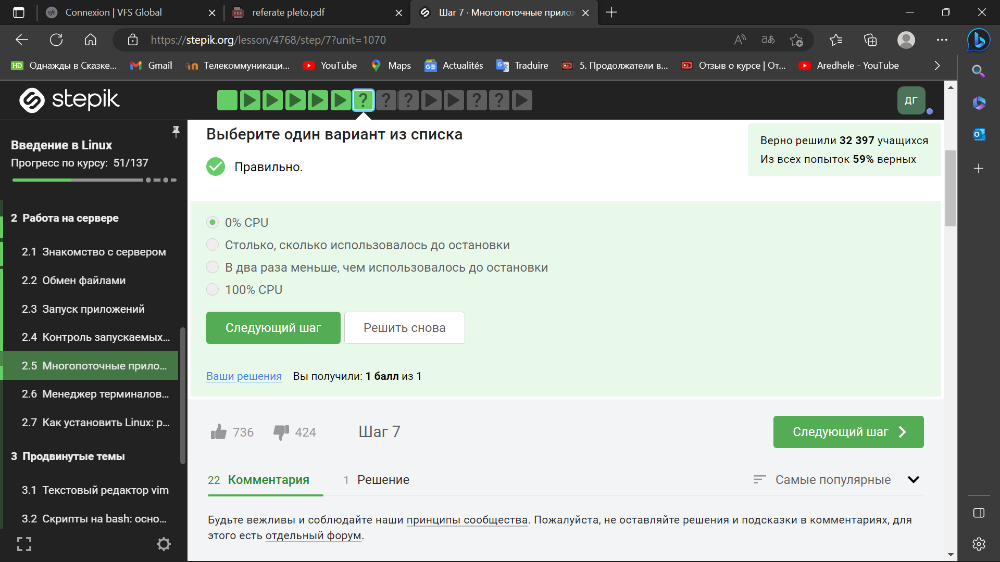 Connexion | VFS Global
referate pleto.pdf
Шаг 7 · Многопоточные прило
https://stepik.org/lesson/4768/step/7?unit=1070
Однажды в Сказке...
Gmail
Телекоммуникаци...
YouTube
Maps
Actualités
Traduire
5. Продолжатели в...
Отзыв о курсе | От...
Aredhele - YouTube
stepik
ДГ
Введение в Linux
Прогресс по курсу: 51/137
2 Работа на сервере
2.1 Знакомство с сервером
2.2 Обмен файлами
2.3 Запуск приложений
2.4 Контроль запускаемых...
2.5 Многопоточные прило...
2.6 Менеджер терминалов...
2.7 Как установить Linux: р...
3 Продвинутые темы
3.1 Текстовый редактор vim
3.2 Скрипты на bash: осно...
Выберите один вариант из списка
Правильно.
Верно решили 32 397 учащихся
Из всех попыток 59% верных
0% CPU
Столько, сколько использовалось до остановки
В два раза меньше, чем использовалось до остановки
100% CPU
Следующий шаг
Решить снова
Ваши решения Вы получили: 1 балл из 1
736
424
Шаг 7
Следующий шаг
22 Комментария
1 Решение
Самые популярные
Будьте вежливы и соблюдайте наши принципы сообщества. Пожалуйста, не оставляйте решения и подсказки в комментариях, для
этого есть отдельный форум.